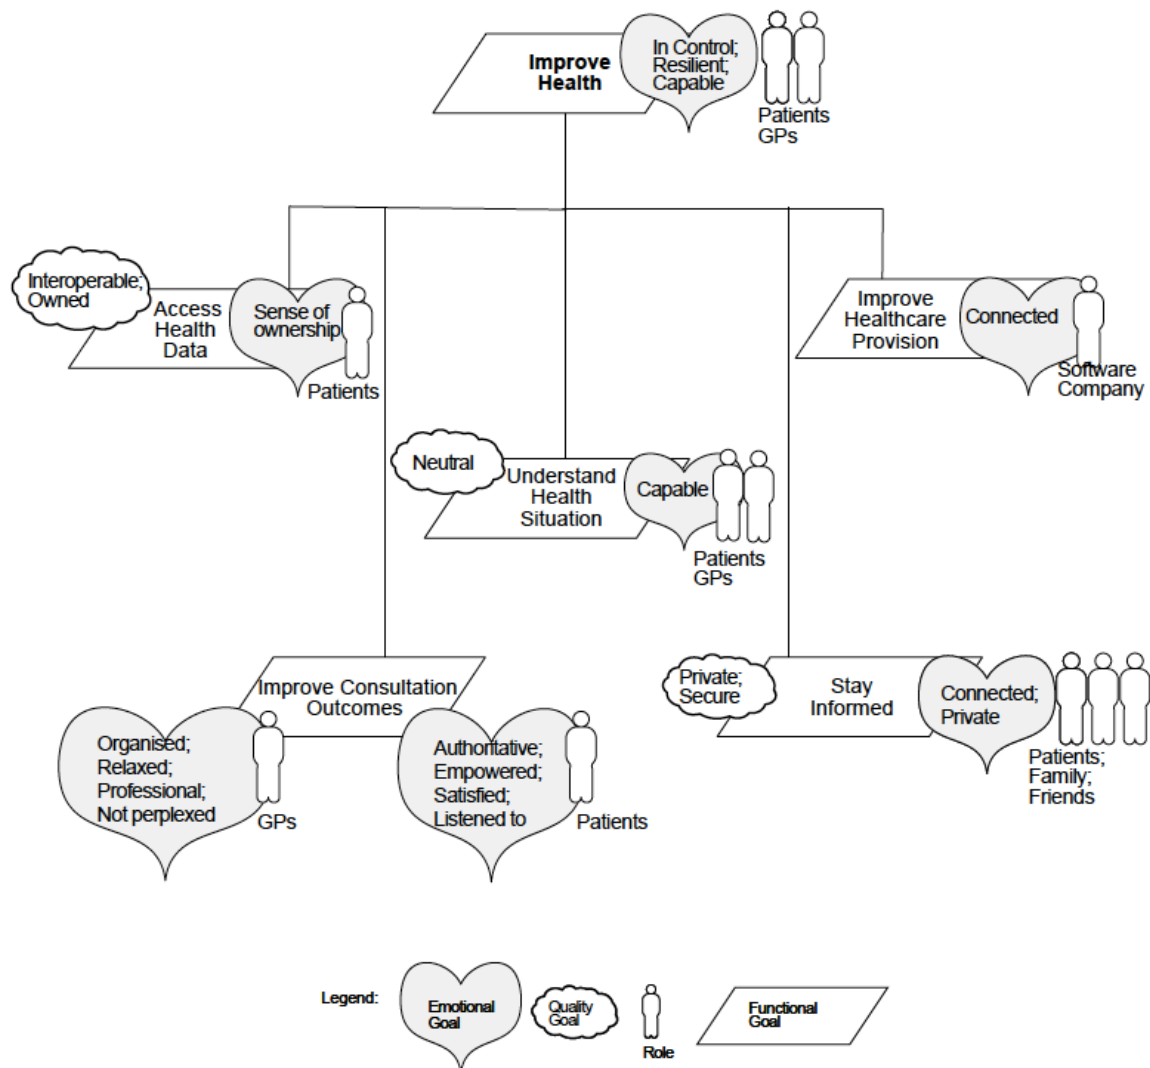 Improve
Health
In Control;
Resilient;
Capable
Patients
GPs
Interoperable;
Owned
Access
Health
Data
Sense of
ownership
Patients
Improve
Healthcare
Provision
Connected
Software
Company
Neutral
Understand
Health
Situation
Capable
Patients
GPs
Improve Consultation
Outcomes
Organised;
Relaxed;
Professional;
Not perplexed
GPs
Authoritative;
Empowered;
Satisfied;
Listened to
Patients
Private;
Secure
Stay
Informed
Connected;
Private
Patients;
Family;
Friends
Legend:
Emotional
Goal
Quality
Goal
Role
Functional
Goal